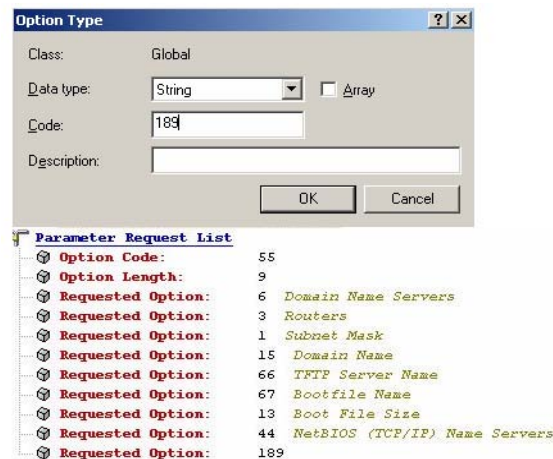 Option Type
Class: Global
Data type: String Array
Code: 189
Description:
OK Cancel
Parameter Request List
Option Code: 55
Option Length: 9
Requested Option: 6 Domain Name Servers
Requested Option: 3 Routers
Requested Option: 1 Subnet Mask
Requested Option: 15 Domain Name
Requested Option: 66 TFTP Server Name
Requested Option: 67 Bootfile Name
Requested Option: 13 Boot File Size
Requested Option: 44 NetBIOS (TCP/IP) Name Servers
Requested Option: 189